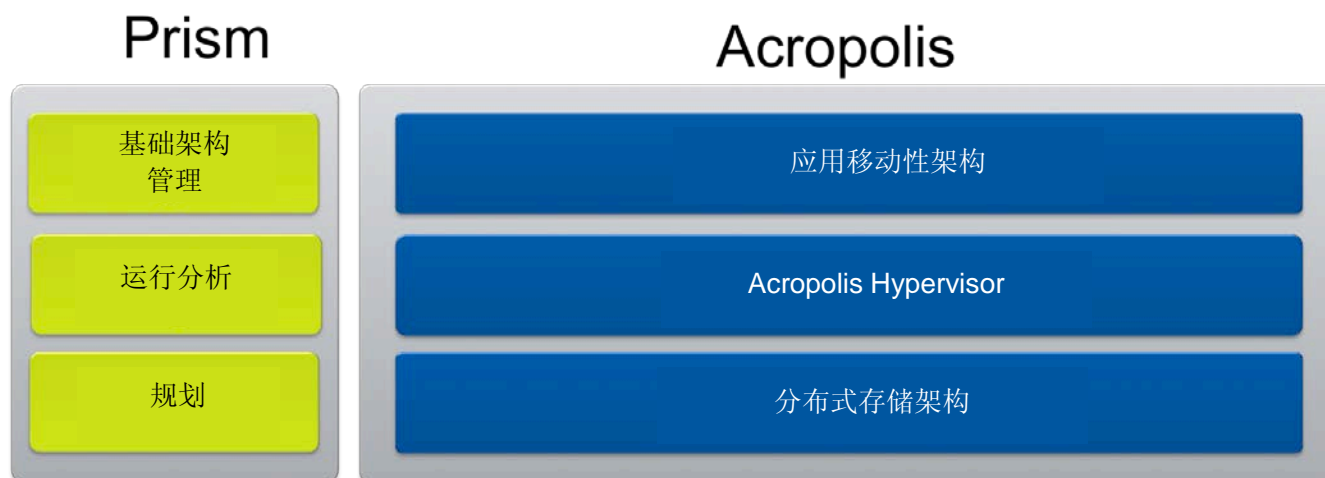 Prism
Acropolis
基础架构
管理
运行分析
规划
应用移动性架构
Acropolis Hypervisor
分布式存储架构